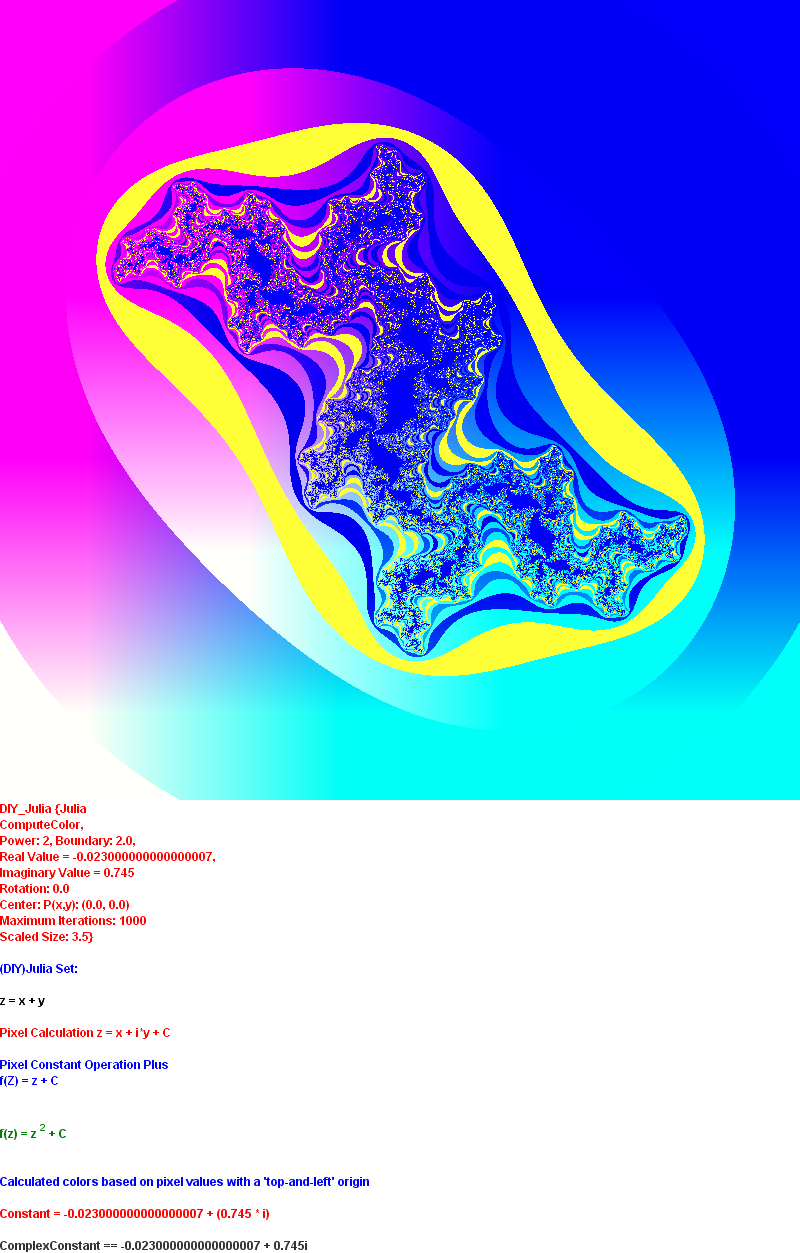 DIY_Julia {Julia
ComputeColor,
Power: 2, Boundary: 2.0,
Real Value = -0.023000000000000007,
Imaginary Value = 0.745
Rotation: 0.0
Center: P(x,y): (0.0, 0.0)
Maximum Iterations: 1000
Scaled Size: 3.5}
(DIY)Julia Set:
z = x + y
Pixel Calculation z = x + i*y + C
Pixel Constant Operation Plus
f(Z) = z + C
f(z) = z 2 + C
Calculated colors based on pixel values with a 'top-and-left' origin
Constant = -0.023000000000000007 + (0.745 * i)
ComplexConstant == -0.023000000000000007 + 0.745i